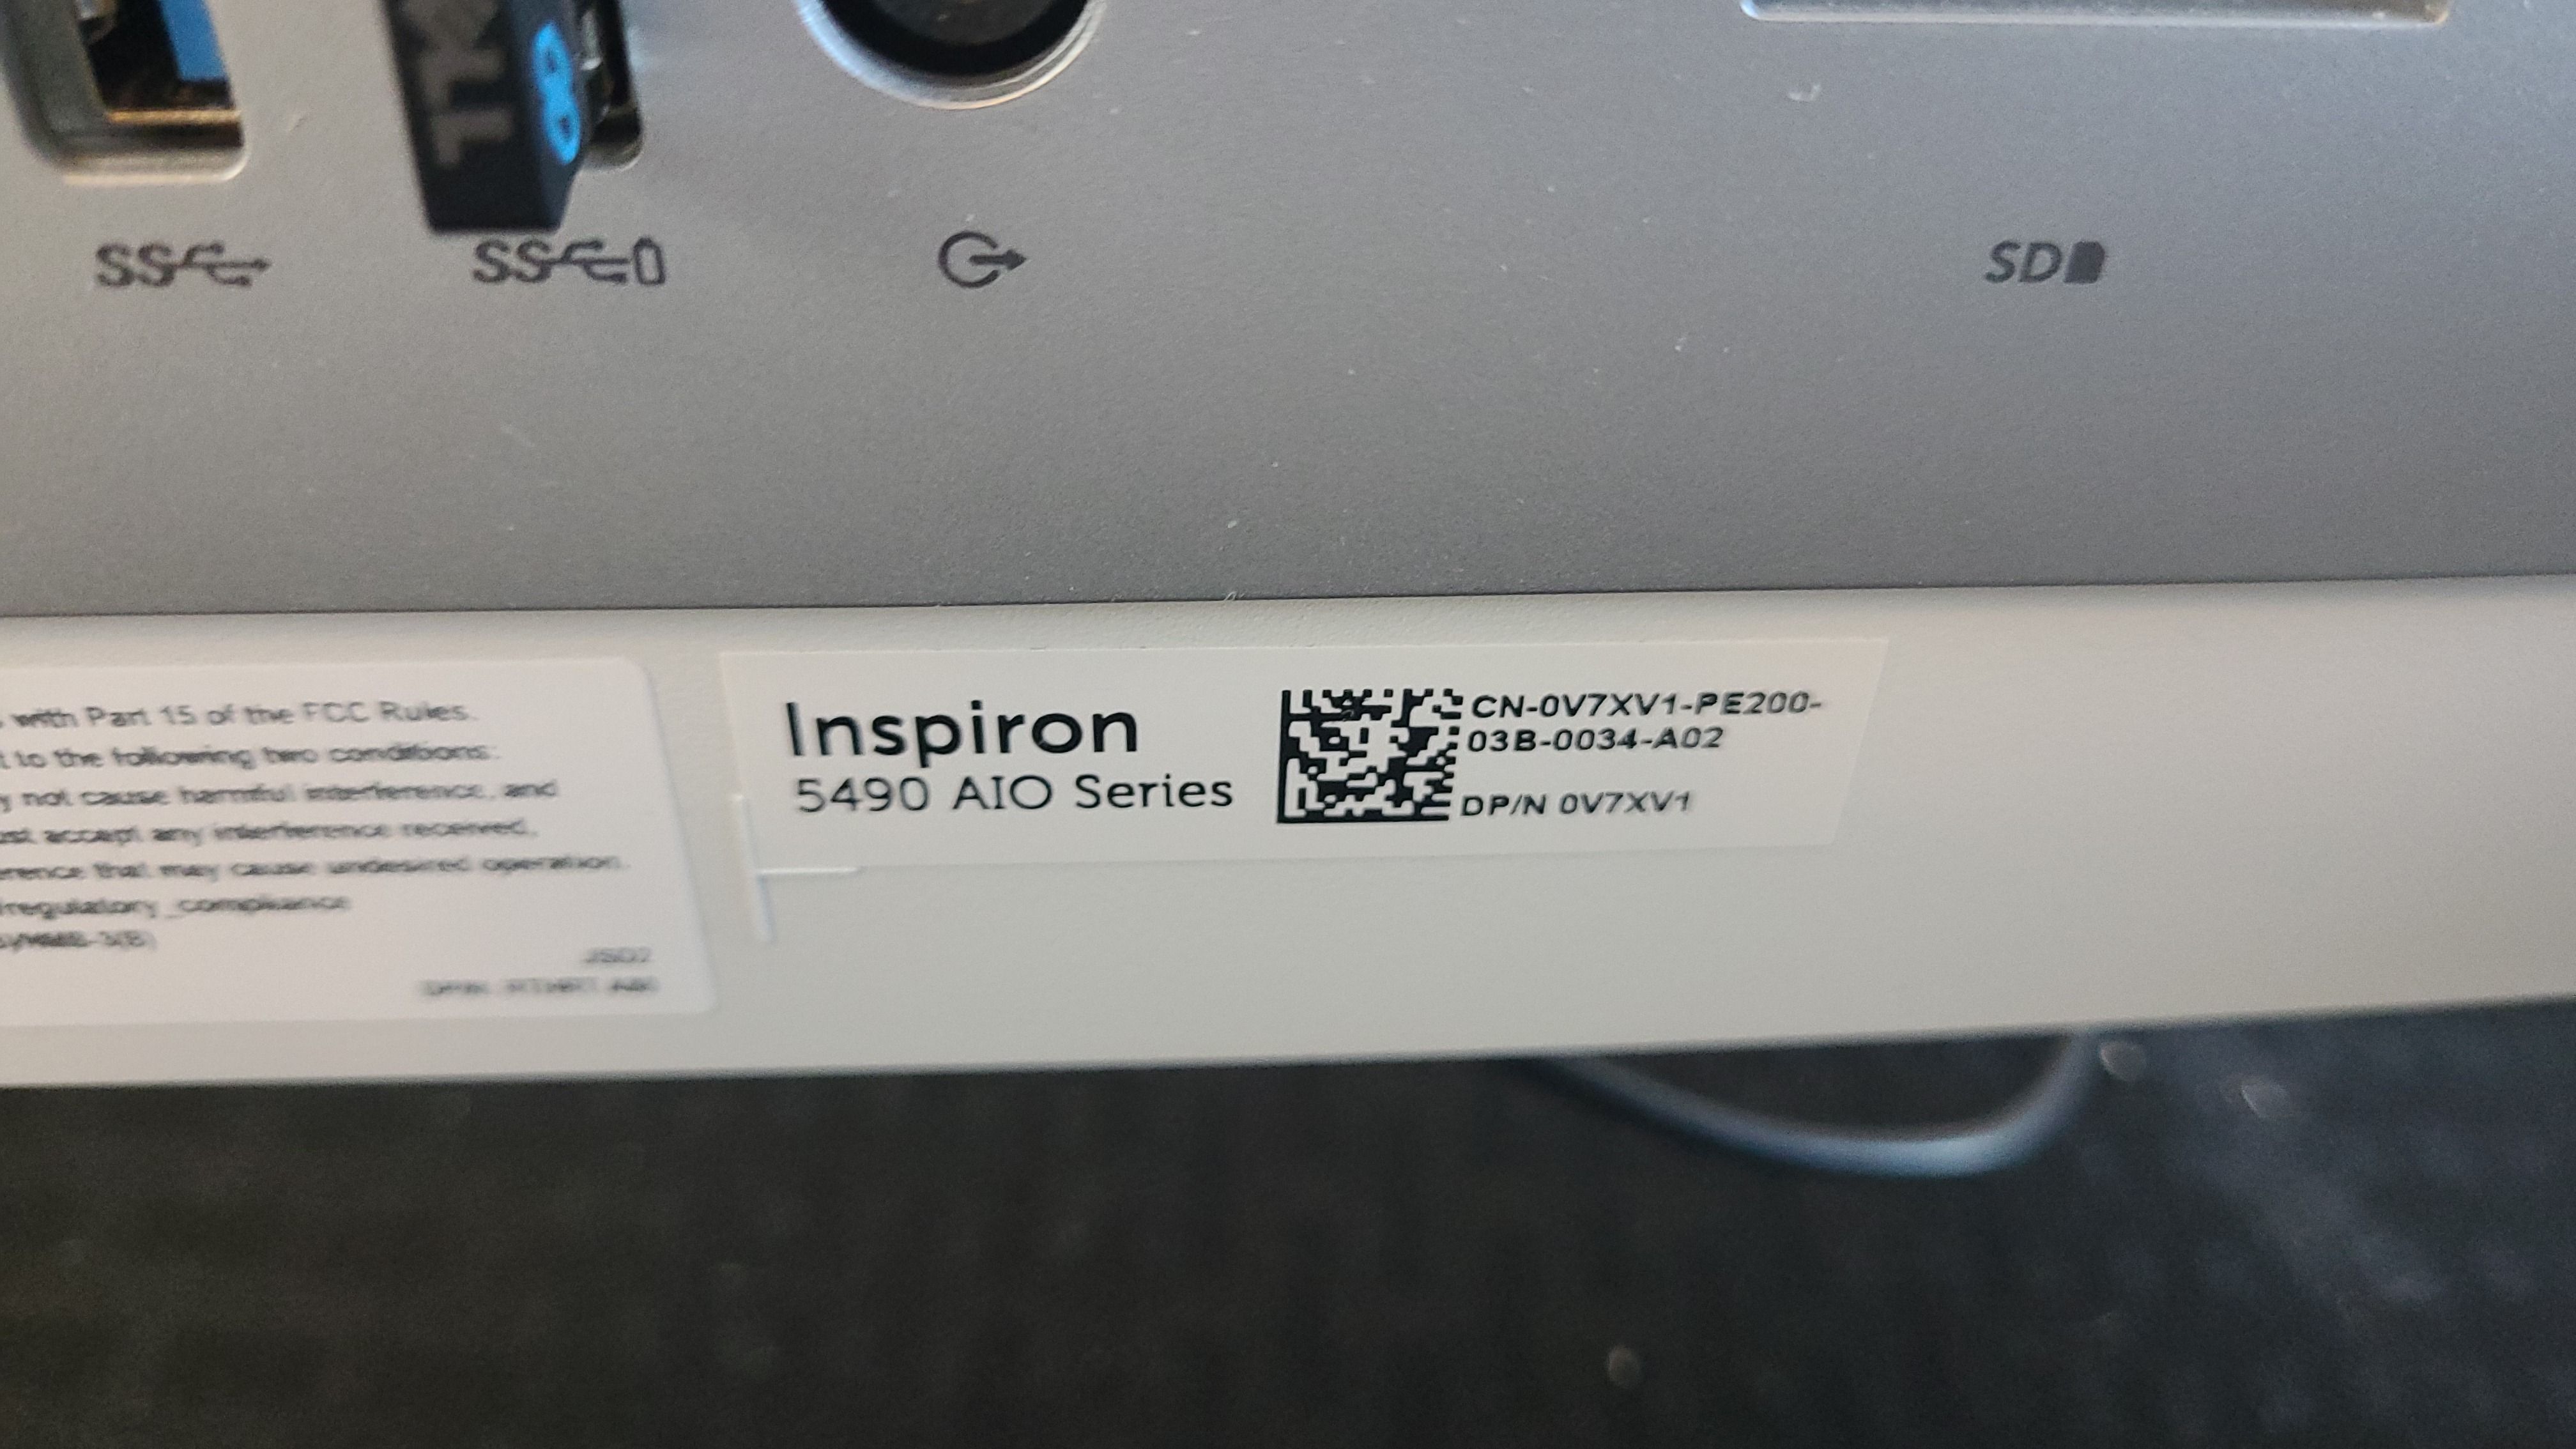 SS
SS
SD
with Part 15 of the FCC Rules.
to the following two conditions:
not cause harmful interference, and
accept any interference received,
that may cause undesired operation.
regulatory_compliance
Inspiron
5490 AIO Series
CN-0V7XV1-PE200-
03B-0034-A02
DP/N 0V7XV1